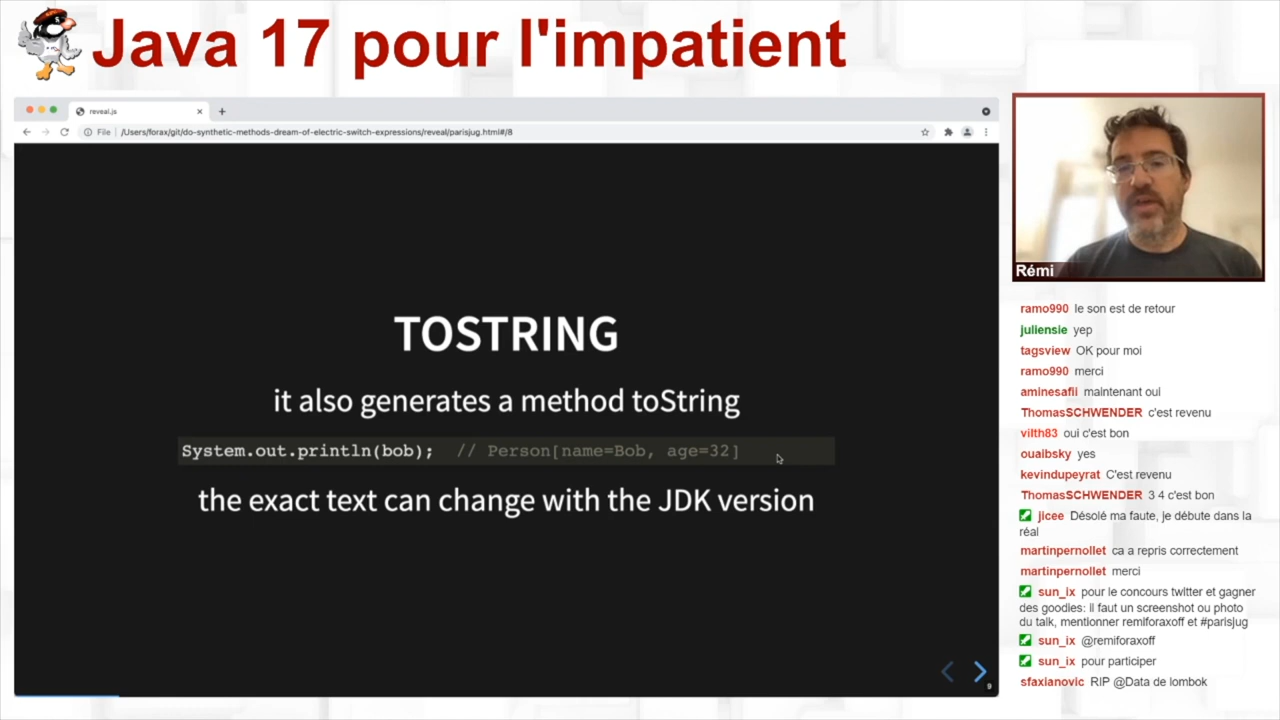 Java 17 pour l'impatient
reveal.js
File
/Users/forax/git/do-synthetic-methods-dream-of-electric-switch-expressions/reveal/parisjug.html#/8
TOSTRING
it also generates a method toString
System.out.println(bob);  // Person[name=Bob, age=32]
the exact text can change with the JDK version
9
Rémi
ramo990 le son est de retour
juliensie yep
tagsview OK pour moi
ramo990 merci
aminesafii maintenant oui
ThomasSCHWENDER c'est revenu
vilth83 oui c'est bon
ouaibsky yes
kevindupeyrat C'est revenu
ThomasSCHWENDER 3 4 c'est bon
jicee Désolé ma faute, je débute dans la
réal
martinpernollet ca a repris correctement
martinpernollet merci
sun_ix pour le concours twitter et gagner
des goodies: il faut un screenshot ou photo
du talk, mentionner remiforaxoff et #parisjug
sun_ix @remiforaxoff
sun_ix pour participer
sfaxianovic RIP @Data de lombok